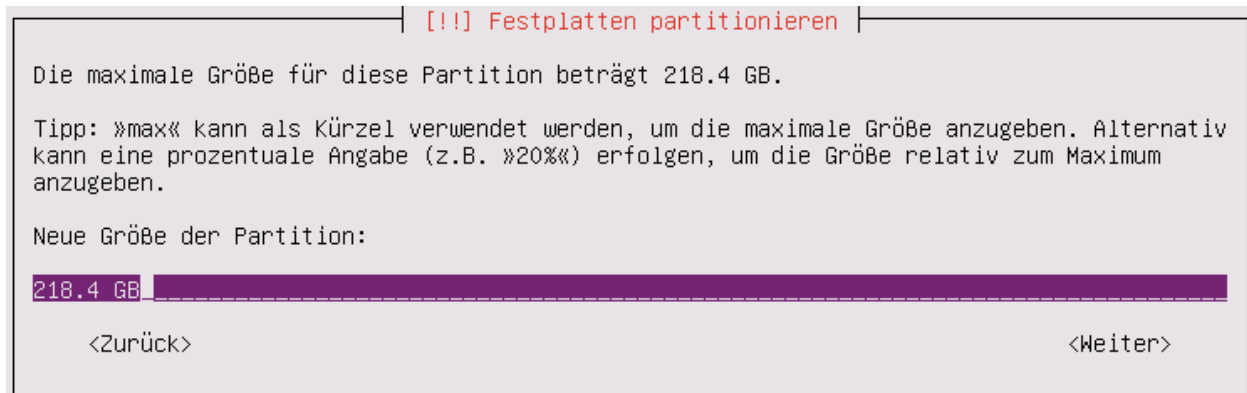 [!!] Festplatten partitionieren
Die maximale Größe für diese Partition beträgt 218.4 GB.
Tipp: »max« kann als Kürzel verwendet werden, um die maximale Größe anzugeben. Alternativ
kann eine prozentuale Angabe (z.B. »20%«) erfolgen, um die Größe relativ zum Maximum
anzugeben.
Neue Größe der Partition:
218.4 GB
<Zurück> <Weiter>